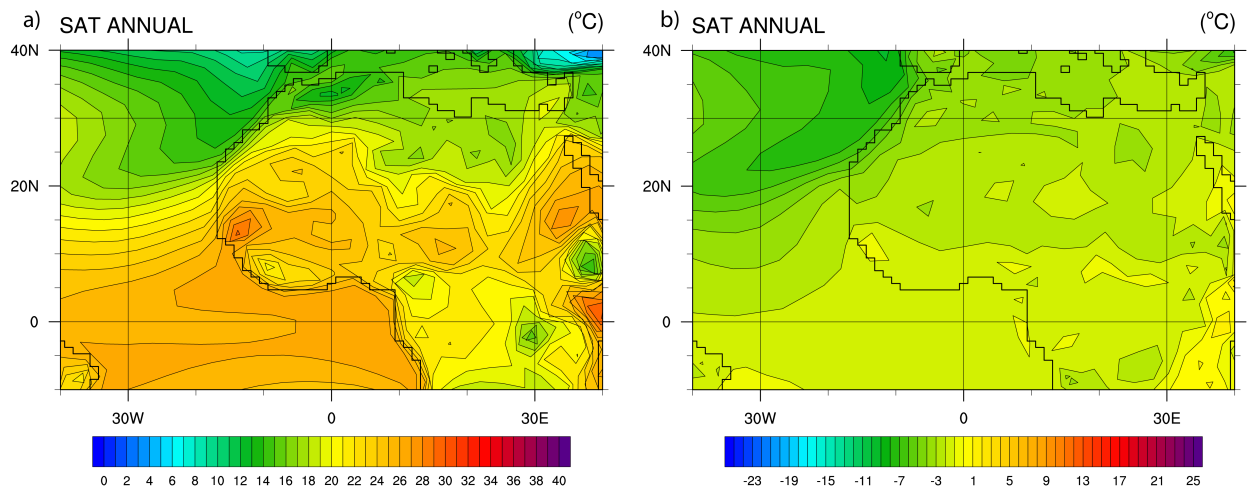 a) SAT ANNUAL (°C)
40N
20N
0
30W 0 30E
0 2 4 6 8 10 12 14 16 18 20 22 24 26 28 30 32 34 36 38 40
b) SAT ANNUAL (°C)
40N
20N
0
30W 0 30E
-23 -19 -15 -11 -7 -3 1 5 9 13 17 21 25